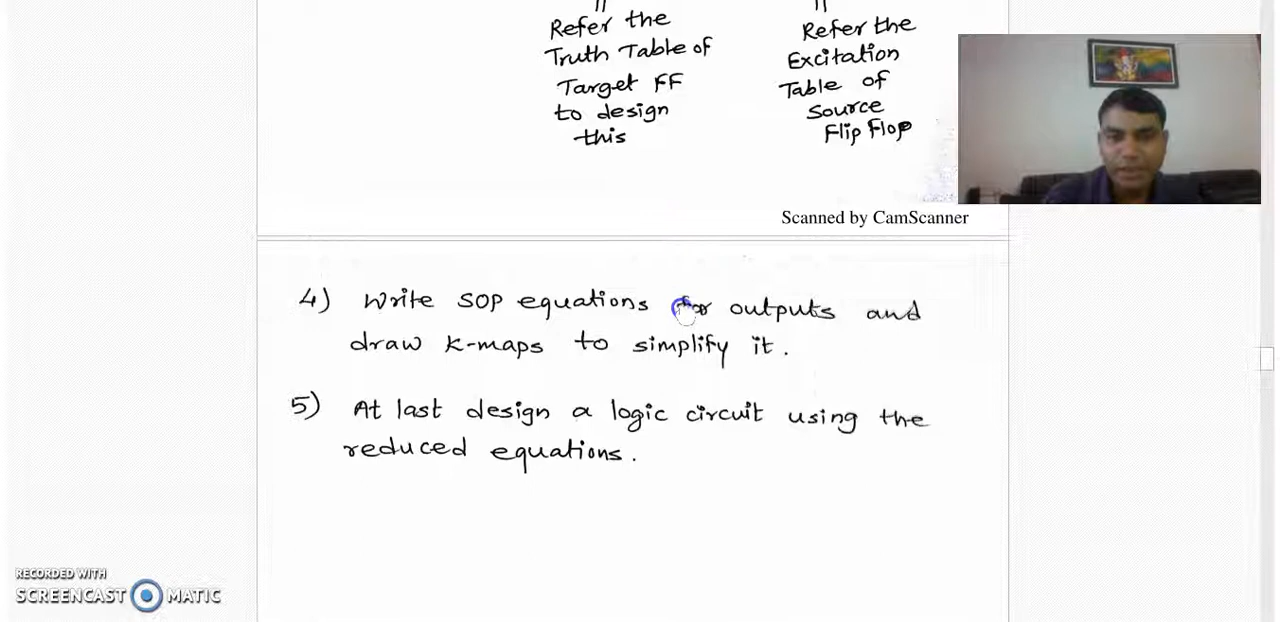 Refer the
Truth Table of
Target FF
to design
this
Refer the
Excitation
Table of
Source
Flip Flop
Scanned by CamScanner
4) Write SOP equations for outputs and
draw K-maps to simplify it.
5) At last design a logic circuit using the
reduced equations.
RECORDED WITH
SCREENCAST MATIC